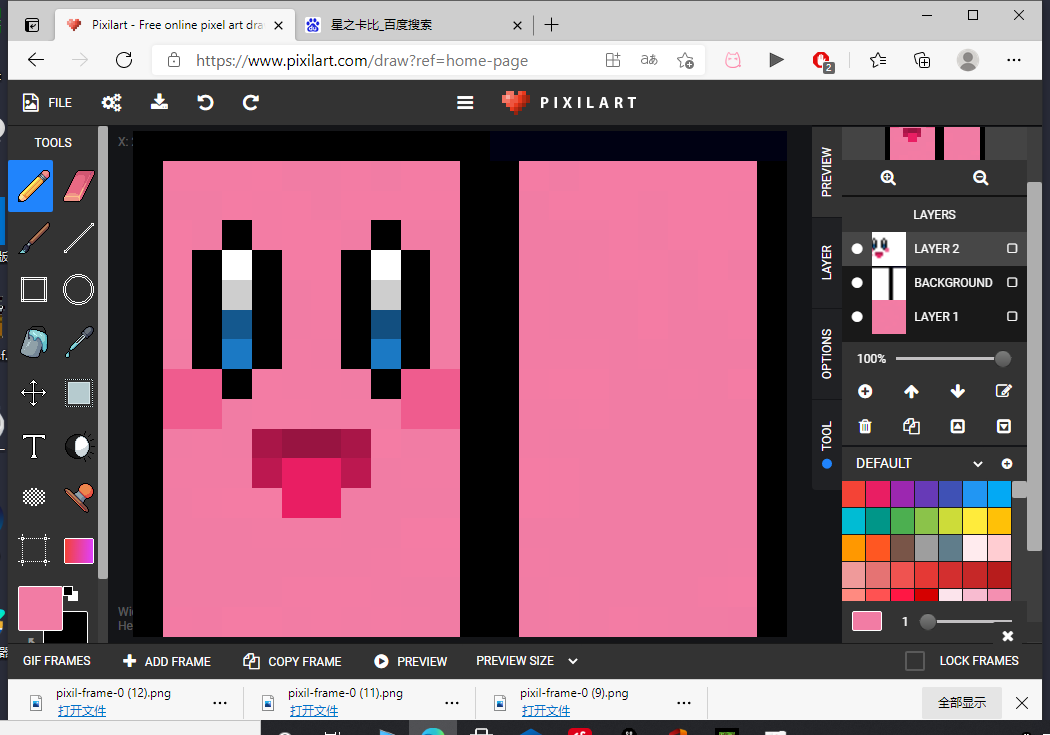 Pixilart - Free online pixel art dra
星之卡比_百度搜索
https://www.pixilart.com/draw?ref=home-page
aあ
2
FILE
PIXILART
TOOLS
X:
PREVIEW
LAYER
OPTIONS
TOOL
LAYERS
LAYER 2
BACKGROUND
LAYER 1
100%
DEFAULT
1
T
Wi
He
GIF FRAMES
ADD FRAME
COPY FRAME
PREVIEW
PREVIEW SIZE
LOCK FRAMES
pixil-frame-0 (12).png
打开文件
pixil-frame-0 (11).png
打开文件
pixil-frame-0 (9).png
打开文件
全部显示